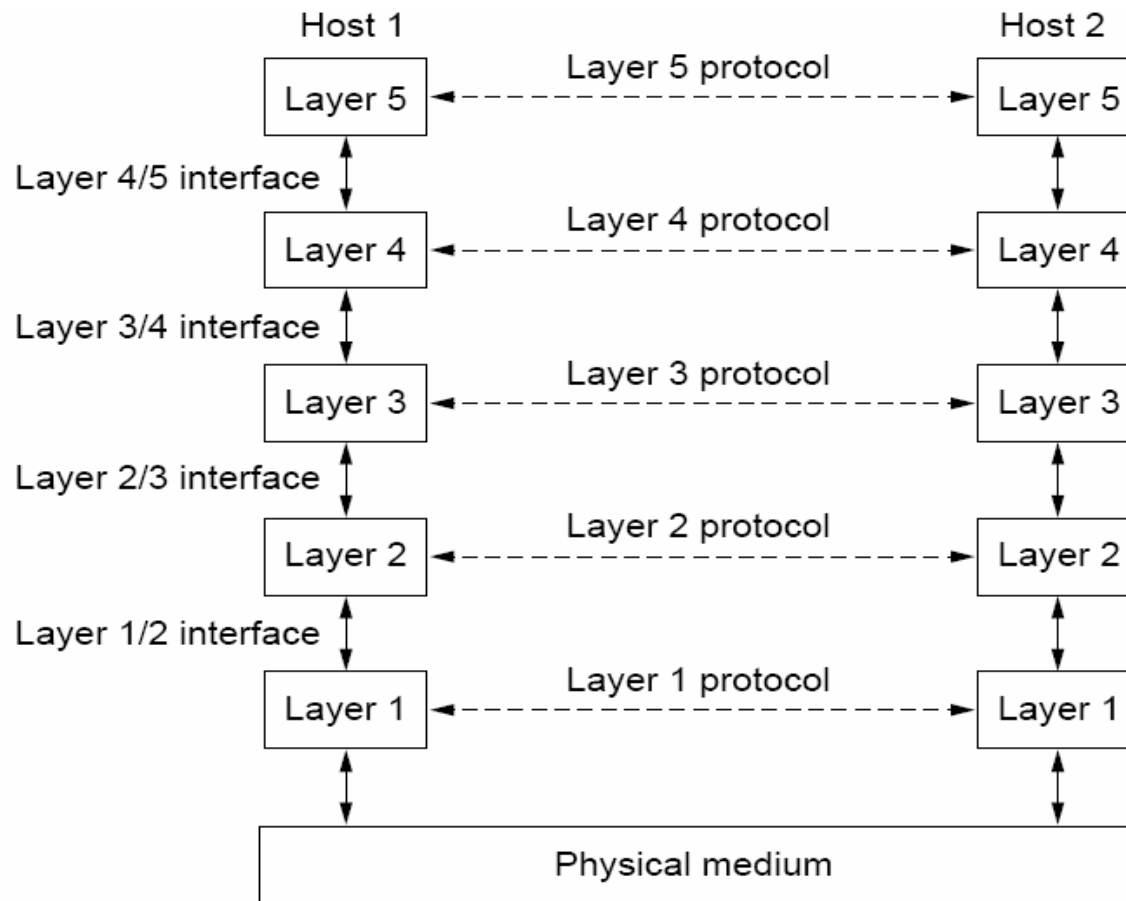 Host 1
Host 2
Layer 5 protocol
Layer 5
Layer 5
Layer 4/5 interface
Layer 4 protocol
Layer 4
Layer 4
Layer 3/4 interface
Layer 3 protocol
Layer 3
Layer 3
Layer 2/3 interface
Layer 2 protocol
Layer 2
Layer 2
Layer 1/2 interface
Layer 1 protocol
Layer 1
Layer 1
Physical medium